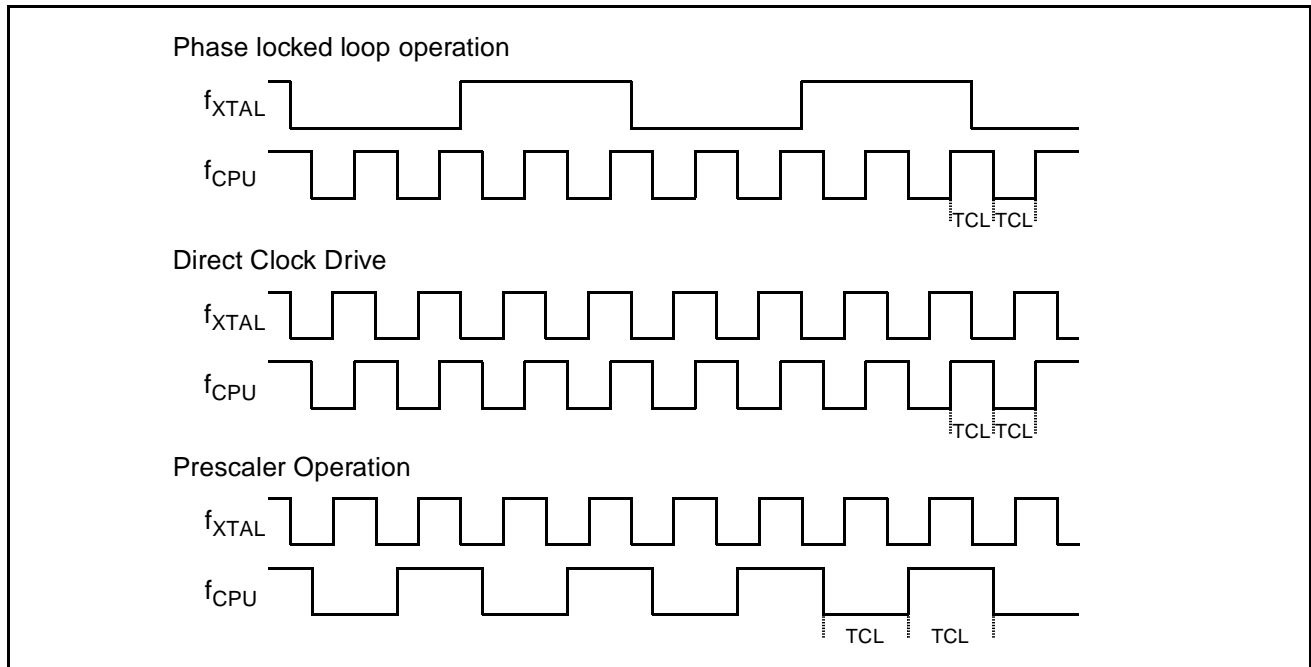 Phase locked loop operation
fXTAL
fCPU
TCL TCL
Direct Clock Drive
fXTAL
fCPU
TCL TCL
Prescaler Operation
fXTAL
fCPU
TCL TCL